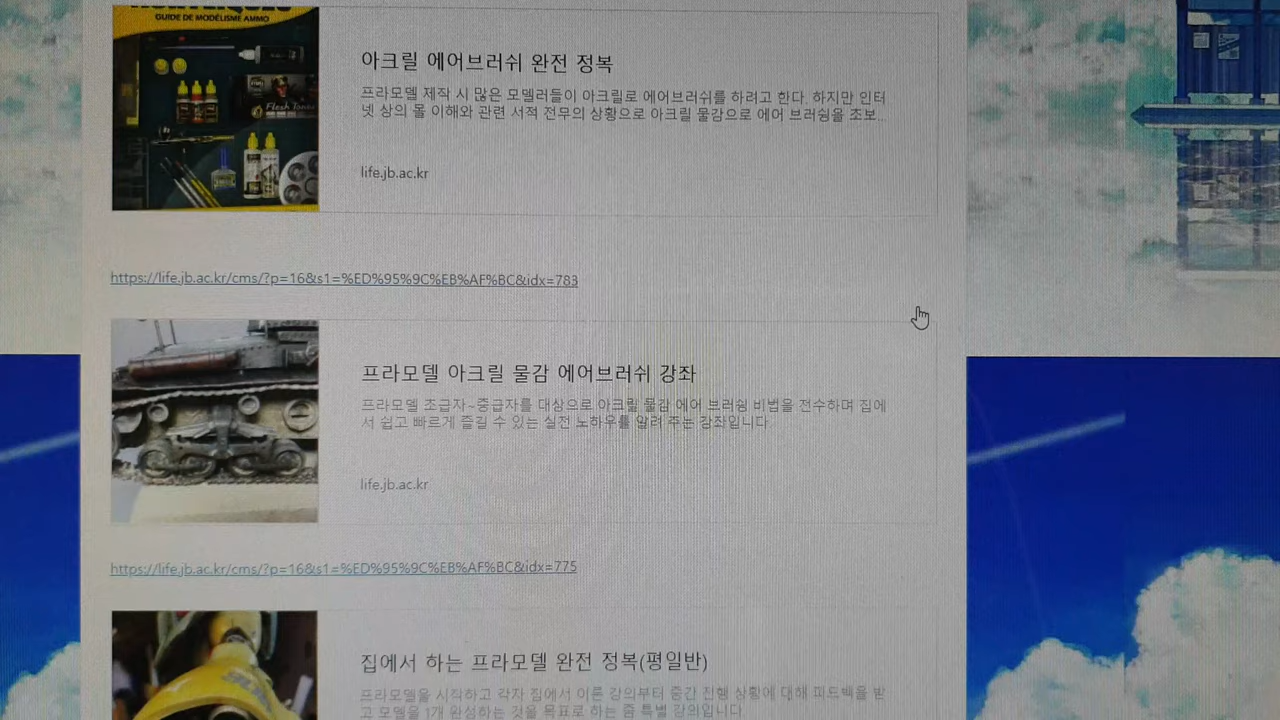 GUIDE DE MODÉLISME AMMO
Flesh Tones
아크릴 에어브러쉬 완전 정복
프라모델 제작 시 많은 모델러들이 아크릴로 에어브러쉬를 하려고 한다. 하지만 인터
넷 상의 몰 이해와 관련 서적 전무의 상황으로 아크릴 물감으로 에어 브러슁을 초보..
life.jb.ac.kr
https://life.jb.ac.kr/cms/?p=16&s1=%ED%95%9C%EB%AF%BC&idx=783
프라모델 아크릴 물감 에어브러쉬 강좌
프라모델 초급자~중급자를 대상으로 아크릴 물감 에어 브러슁 비법을 전수하며 집에
서 쉽고 빠르게 즐길 수 있는 실전 노하우를 알려 주는 강좌입니다
life.jb.ac.kr
https://life.jb.ac.kr/cms/?p=16&s1=%ED%95%9C%EB%AF%BC&idx=775
집에서 하는 프라모델 완전 정복(평일반)
프라모델을 시작하고 각자 집에서 이론 강의부터 중간 진행 상황에 대해 피드백을 받
고 모델을 1개 완성하는 것을 목표로 하는 줌 특별 강의입니다